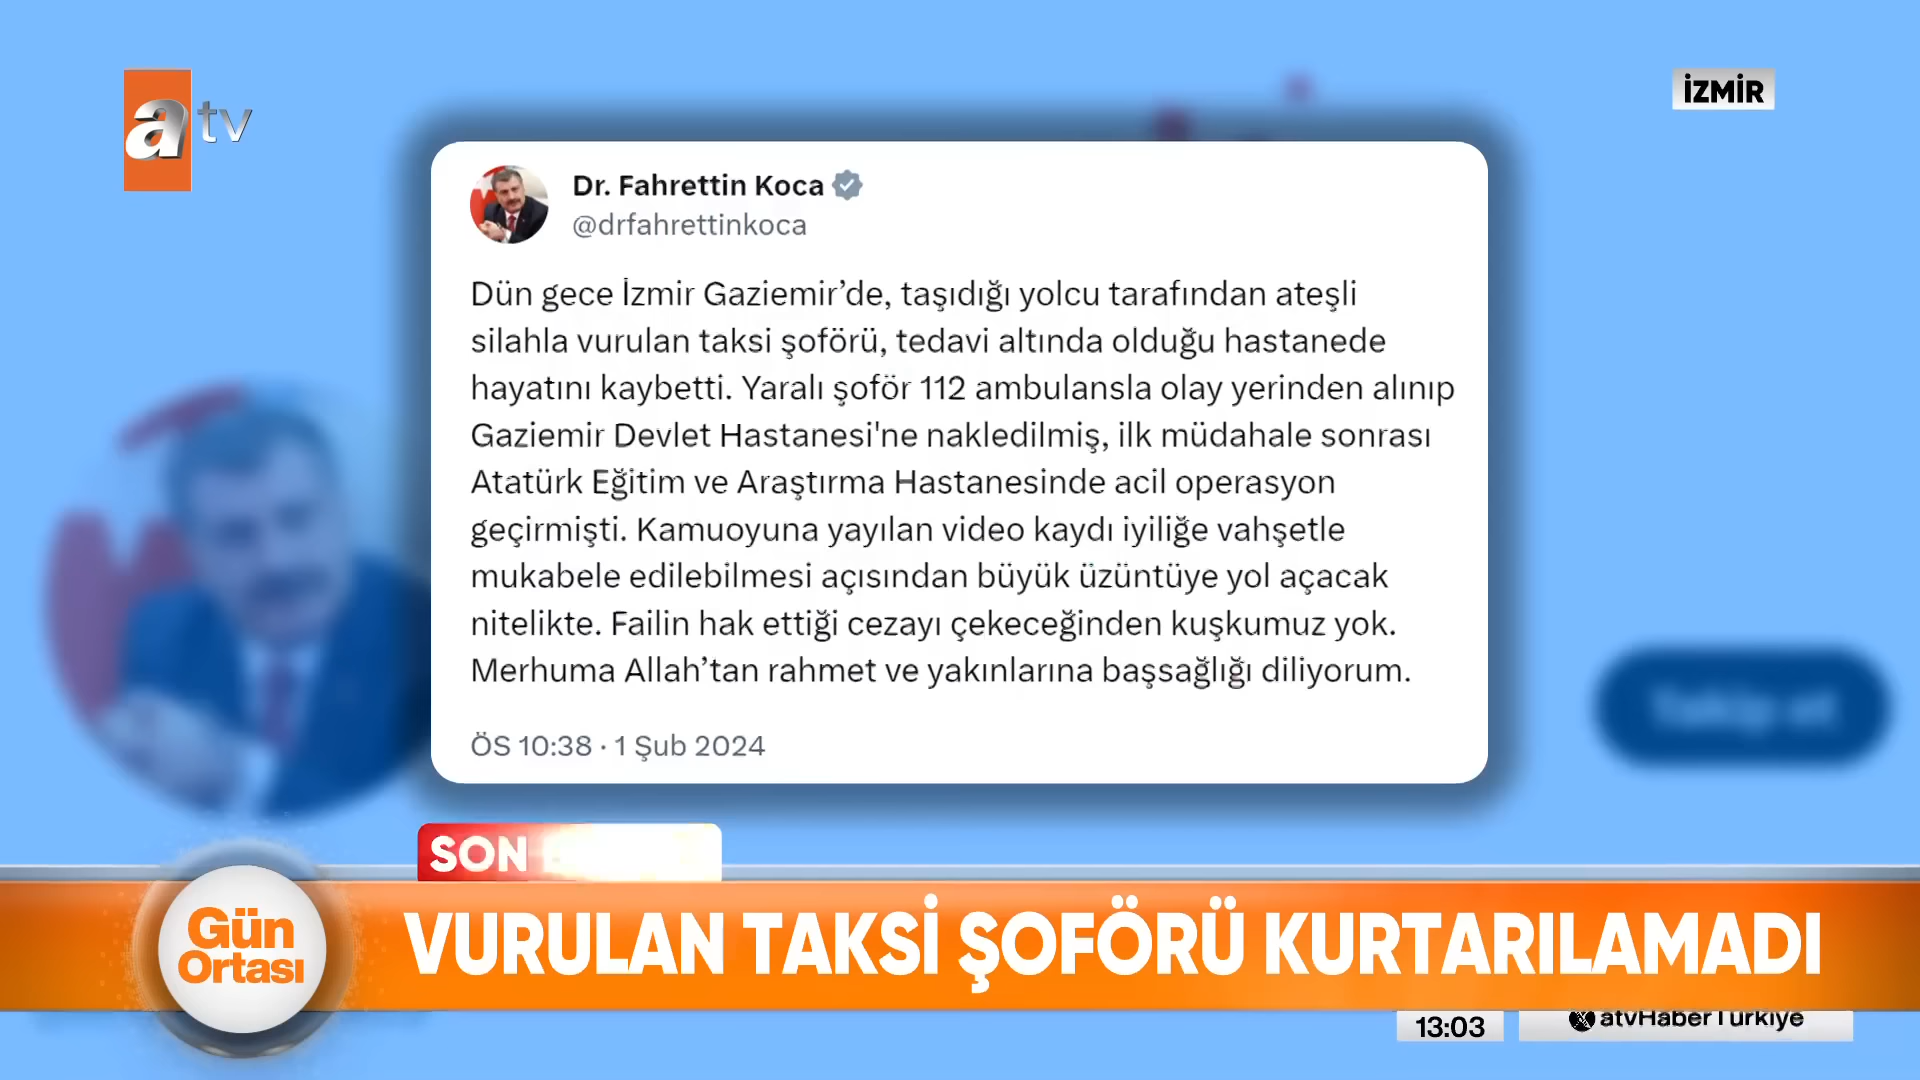 a tv
İZMİR
Dr. Fahrettin Koca
@drfahrettinkoca
Dün gece İzmir Gaziemir’de, taşıdığı yolcu tarafından ateşli
silahla vurulan taksi şoförü, tedavi altında olduğu hastanede
hayatını kaybetti. Yaralı şoför 112 ambulansla olay yerinden alınıp
Gaziemir Devlet Hastanesi'ne nakledilmiş, ilk müdahale sonrası
Atatürk Eğitim ve Araştırma Hastanesinde acil operasyon
geçirmişti. Kamuoyuna yayılan video kaydı iyiliğe vahşetle
mukabele edilebilmesi açısından büyük üzüntüye yol açacak
nitelikte. Failin hak ettiği cezayı çekeceğinden kuşkumuz yok.
Merhuma Allah’tan rahmet ve yakınlarına başsağlığı diliyorum.
ÖS 10:38 · 1 Şub 2024
Takip et
SON
Gün
Ortası
VURULAN TAKSİ ŞOFÖRÜ KURTARILAMADI
13:03
atvHaberTürkiye